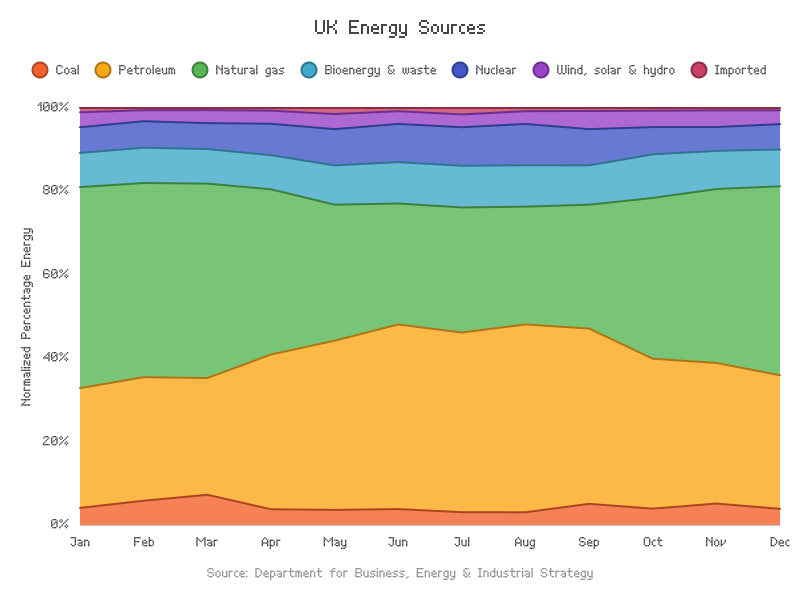 UK Energy Sources
Coal Petroleum Natural gas Bioenergy & waste Nuclear Wind, solar & hydro Imported
Normalized Percentage Energy
100%
80%
60%
40%
20%
0%
Jan Feb Mar Apr May Jun Jul Aug Sep Oct Nov Dec
Source: Department for Business, Energy & Industrial Strategy